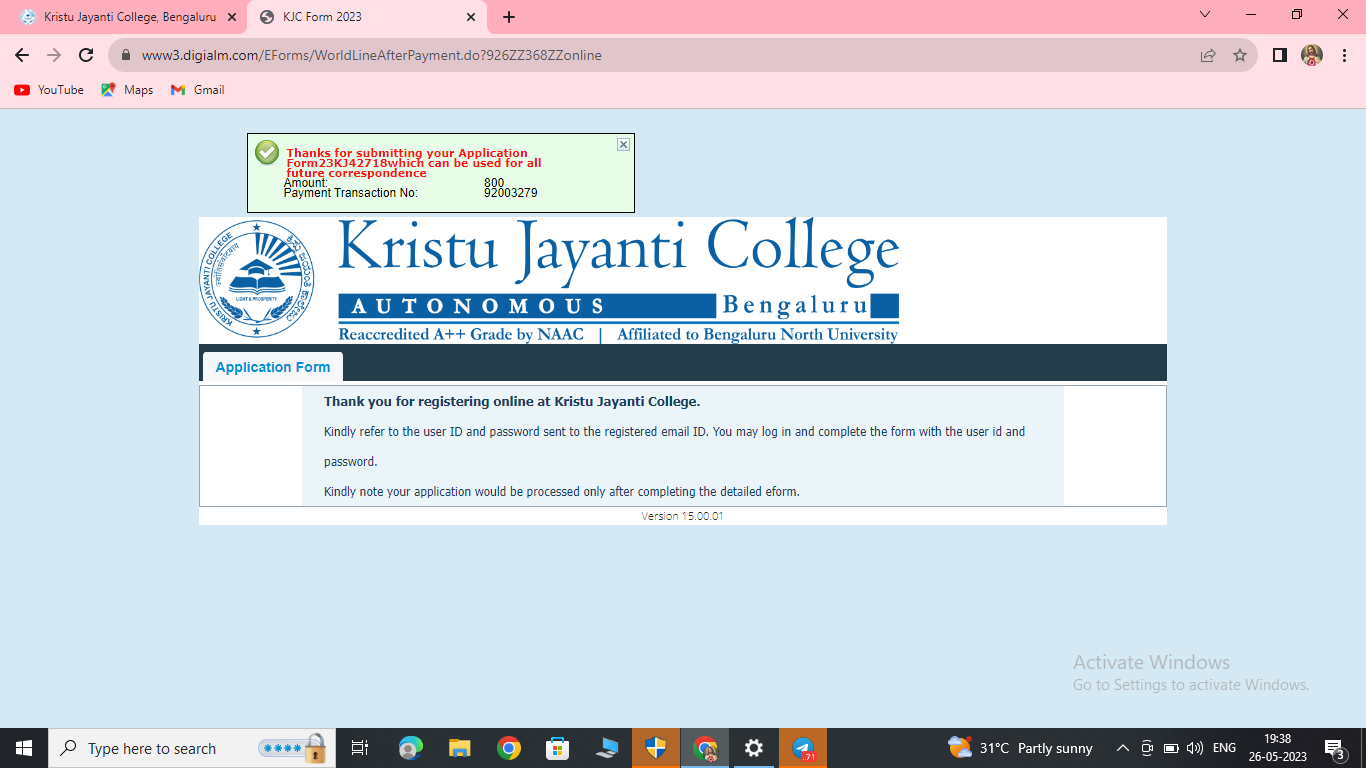 Kristu Jayanti College, Bengaluru
KJC Form 2023
www3.digialm.com/EForms/WorldLineAfterPayment.do?926ZZ368ZZonline
YouTube
Maps
Gmail
Thanks for submitting your Application
Form23KJ42718which can be used for all
future correspondence
Amount: 800
Payment Transaction No: 92003279
KRISTU JAYANTI COLLEGE
LIGHT & PROSPERITY
Kristu Jayanti College
AUTONOMOUS Bengaluru
Reaccredited A++ Grade by NAAC | Affiliated to Bengaluru North University
Application Form
Thank you for registering online at Kristu Jayanti College.
Kindly refer to the user ID and password sent to the registered email ID. You may log in and complete the form with the user id and
password.
Kindly note your application would be processed only after completing the detailed eform.
Version 15.00.01
Activate Windows
Go to Settings to activate Windows.
Type here to search
71
31°C Partly sunny
ENG
19:38
26-05-2023
3